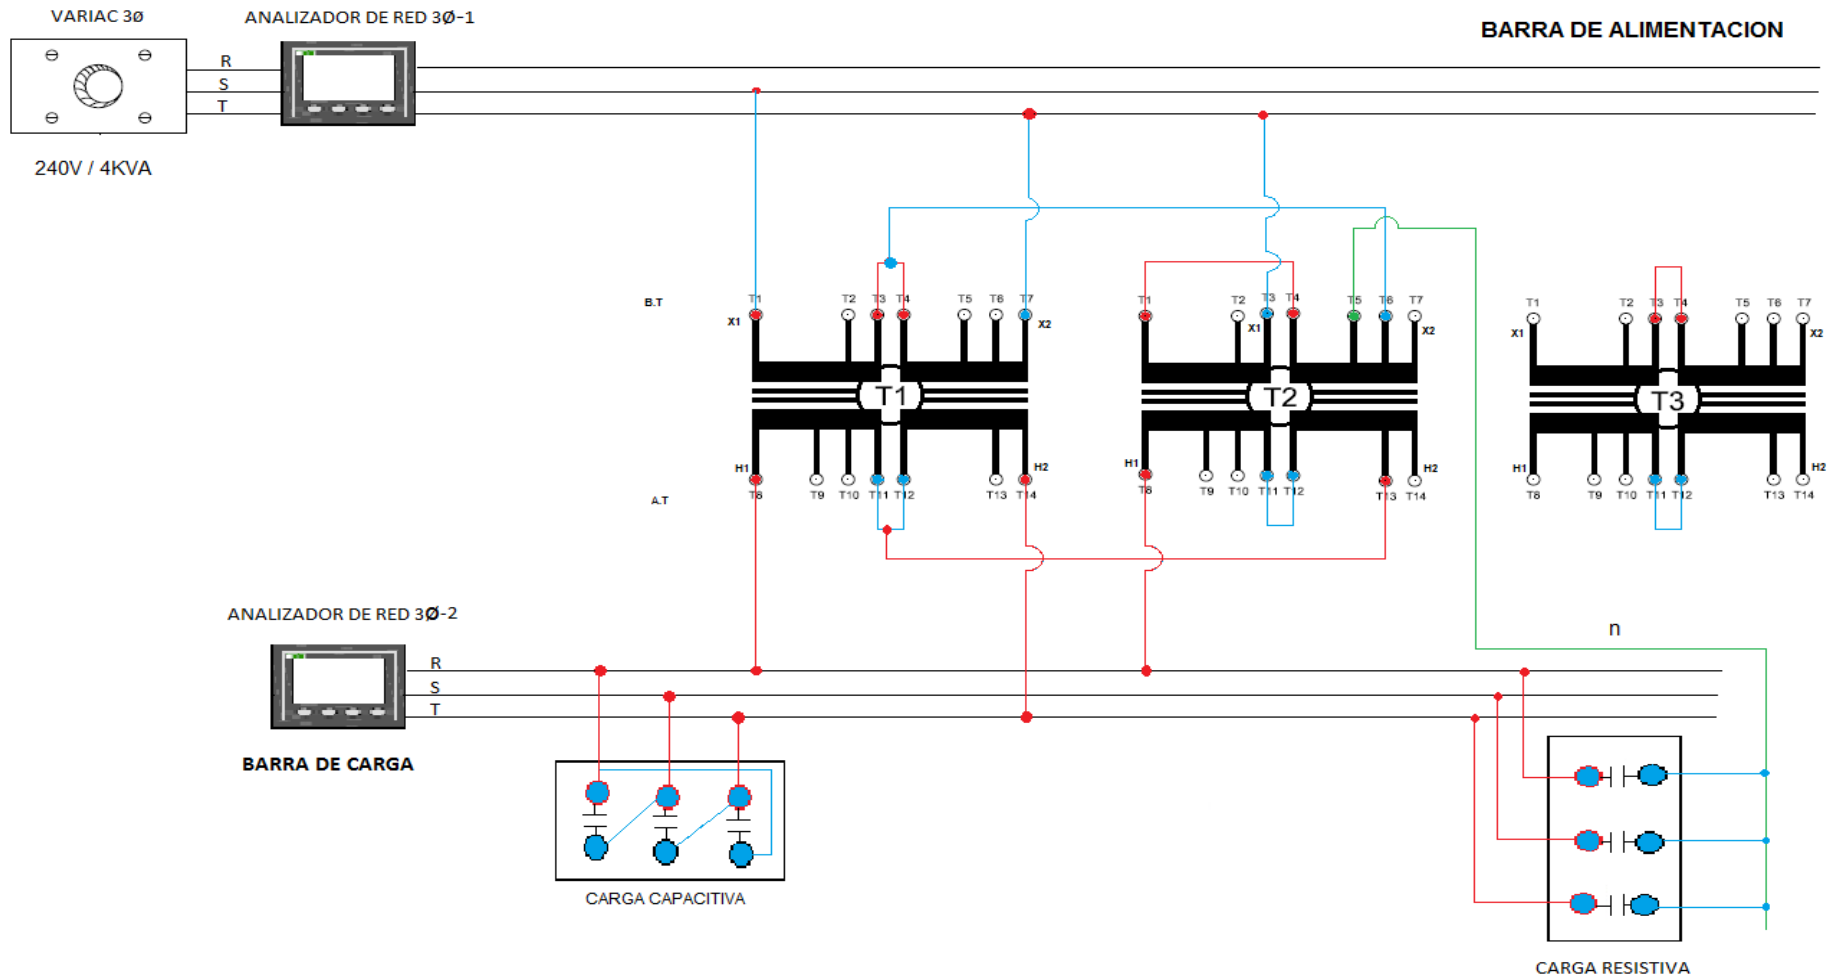 VARIAC 3ø
ANALIZADOR DE RED 3Ø-1
BARRA DE ALIMENTACION
R
S
T
240V / 4KVA
B.T
T1
T2
T3
T4
T5
T6
T7
X1
X2
T1
H1
H2
T8
T9
T10
T11
T12
T13
T14
A.T
T1
T2
T3
T4
T5
T6
T7
X1
X2
T2
H1
H2
T8
T9
T10
T11
T12
T13
T14
T1
T2
T3
T4
T5
T6
T7
X1
X2
T3
H1
H2
T8
T9
T10
T11
T12
T13
T14
ANALIZADOR DE RED 3Ø-2
n
R
S
T
BARRA DE CARGA
CARGA CAPACITIVA
CARGA RESISTIVA